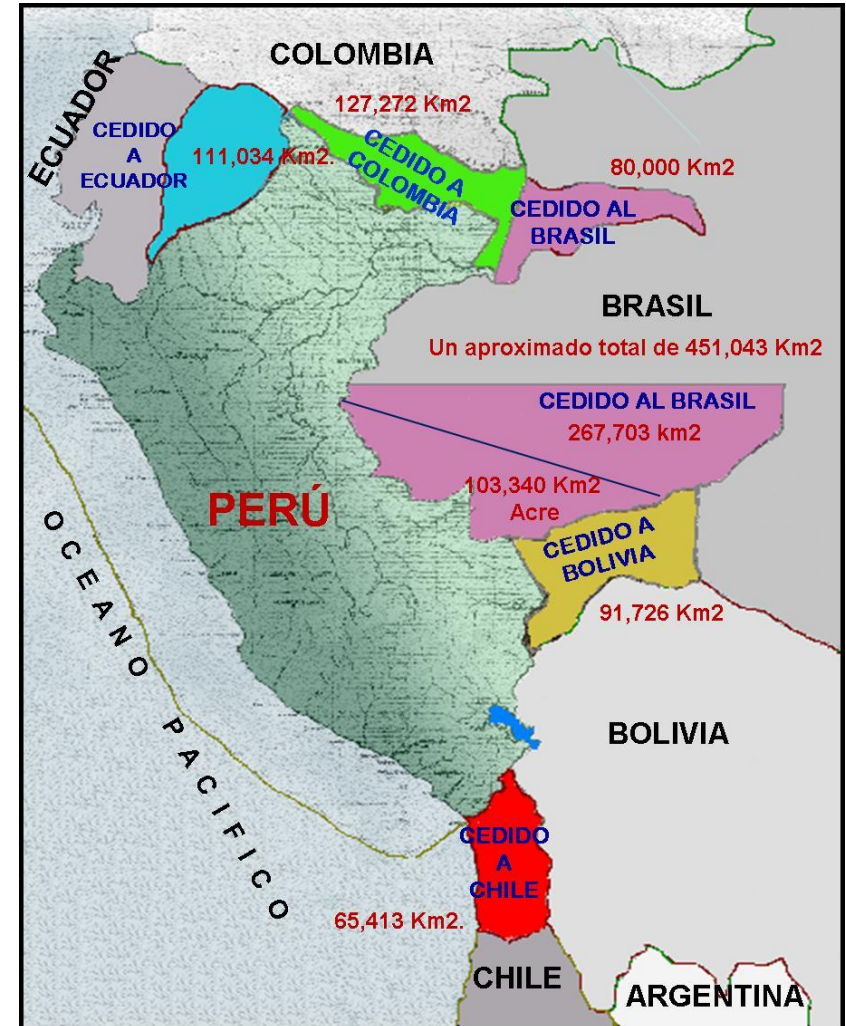 COLOMBIA
ECUADOR
127,272 Km2
CEDIDO
A
ECUADOR
111,034 Km2.
CEDIDO A
COLOMBIA
80,000 Km2
CEDIDO AL
BRASIL
BRASIL
Un aproximado total de 451,043 Km2
CEDIDO AL BRASIL
267,703 km2
103,340 Km2
Acre
PERÚ
CEDIDO A
BOLIVIA
91,726 Km2
OCEANO PACIFICO
BOLIVIA
CEDIDO
A
CHILE
65,413 Km2.
CHILE
ARGENTINA